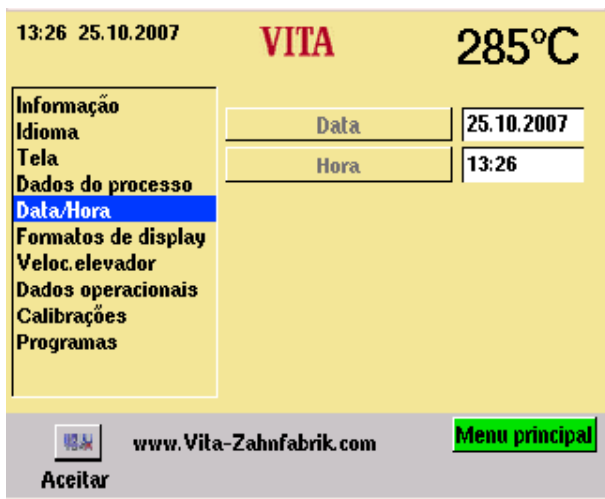 13:26 25.10.2007
VITA
285°C
Informação
Idioma
Tela
Dados do processo
Data/Hora
Formatos de display
Veloc.elevador
Dados operacionais
Calibrações
Programas
Data
25.10.2007
Hora
13:26
Aceitar
www.Vita-Zahnfabrik.com
Menu principal